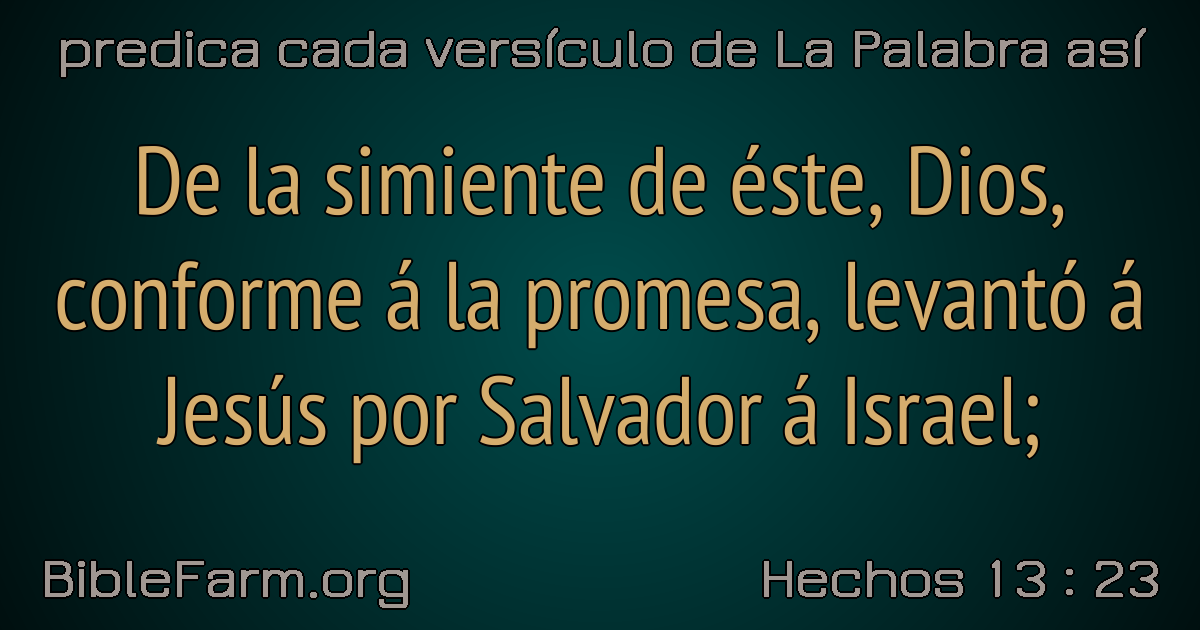 predica cada versículo de La Palabra así
De la simiente de éste, Dios,
conforme á la promesa, levantó á
Jesús por Salvador á Israel;
BibleFarm.org
Hechos 13 : 23